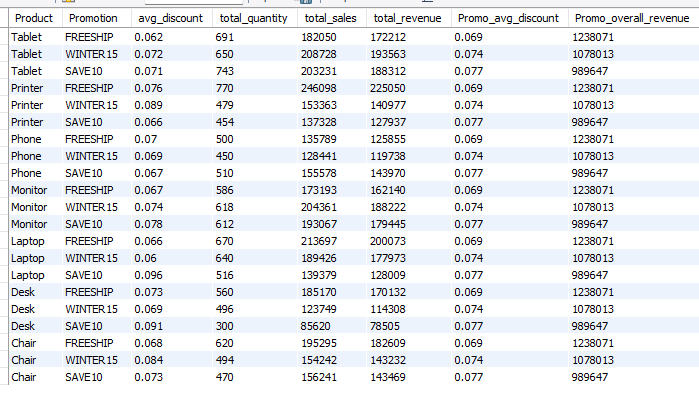 Product Promotion avg_discount total_quantity total_sales total_revenue Promo_avg_discount Promo_overall_revenue
Tablet FREESHIP 0.062 691 182050 172212 0.069 1238071
Tablet WINTER15 0.072 650 208728 193563 0.074 1078013
Tablet SAVE10 0.071 743 203231 188312 0.077 989647
Printer FREESHIP 0.076 770 246098 225050 0.069 1238071
Printer WINTER15 0.089 479 153363 140977 0.074 1078013
Printer SAVE10 0.066 454 137328 127937 0.077 989647
Phone FREESHIP 0.07 500 135789 125855 0.069 1238071
Phone WINTER15 0.069 450 128441 119738 0.074 1078013
Phone SAVE10 0.067 510 155578 143970 0.077 989647
Monitor FREESHIP 0.067 586 173193 162140 0.069 1238071
Monitor WINTER15 0.074 618 204361 188222 0.074 1078013
Monitor SAVE10 0.078 612 193067 179445 0.077 989647
Laptop FREESHIP 0.066 670 213697 200073 0.069 1238071
Laptop WINTER15 0.06 640 189426 177973 0.074 1078013
Laptop SAVE10 0.096 516 139379 128009 0.077 989647
Desk FREESHIP 0.073 560 185170 170132 0.069 1238071
Desk WINTER15 0.069 496 123749 114308 0.074 1078013
Desk SAVE10 0.091 300 85620 78505 0.077 989647
Chair FREESHIP 0.068 620 195295 182609 0.069 1238071
Chair WINTER15 0.084 494 154242 143232 0.074 1078013
Chair SAVE10 0.073 470 156241 143469 0.077 989647